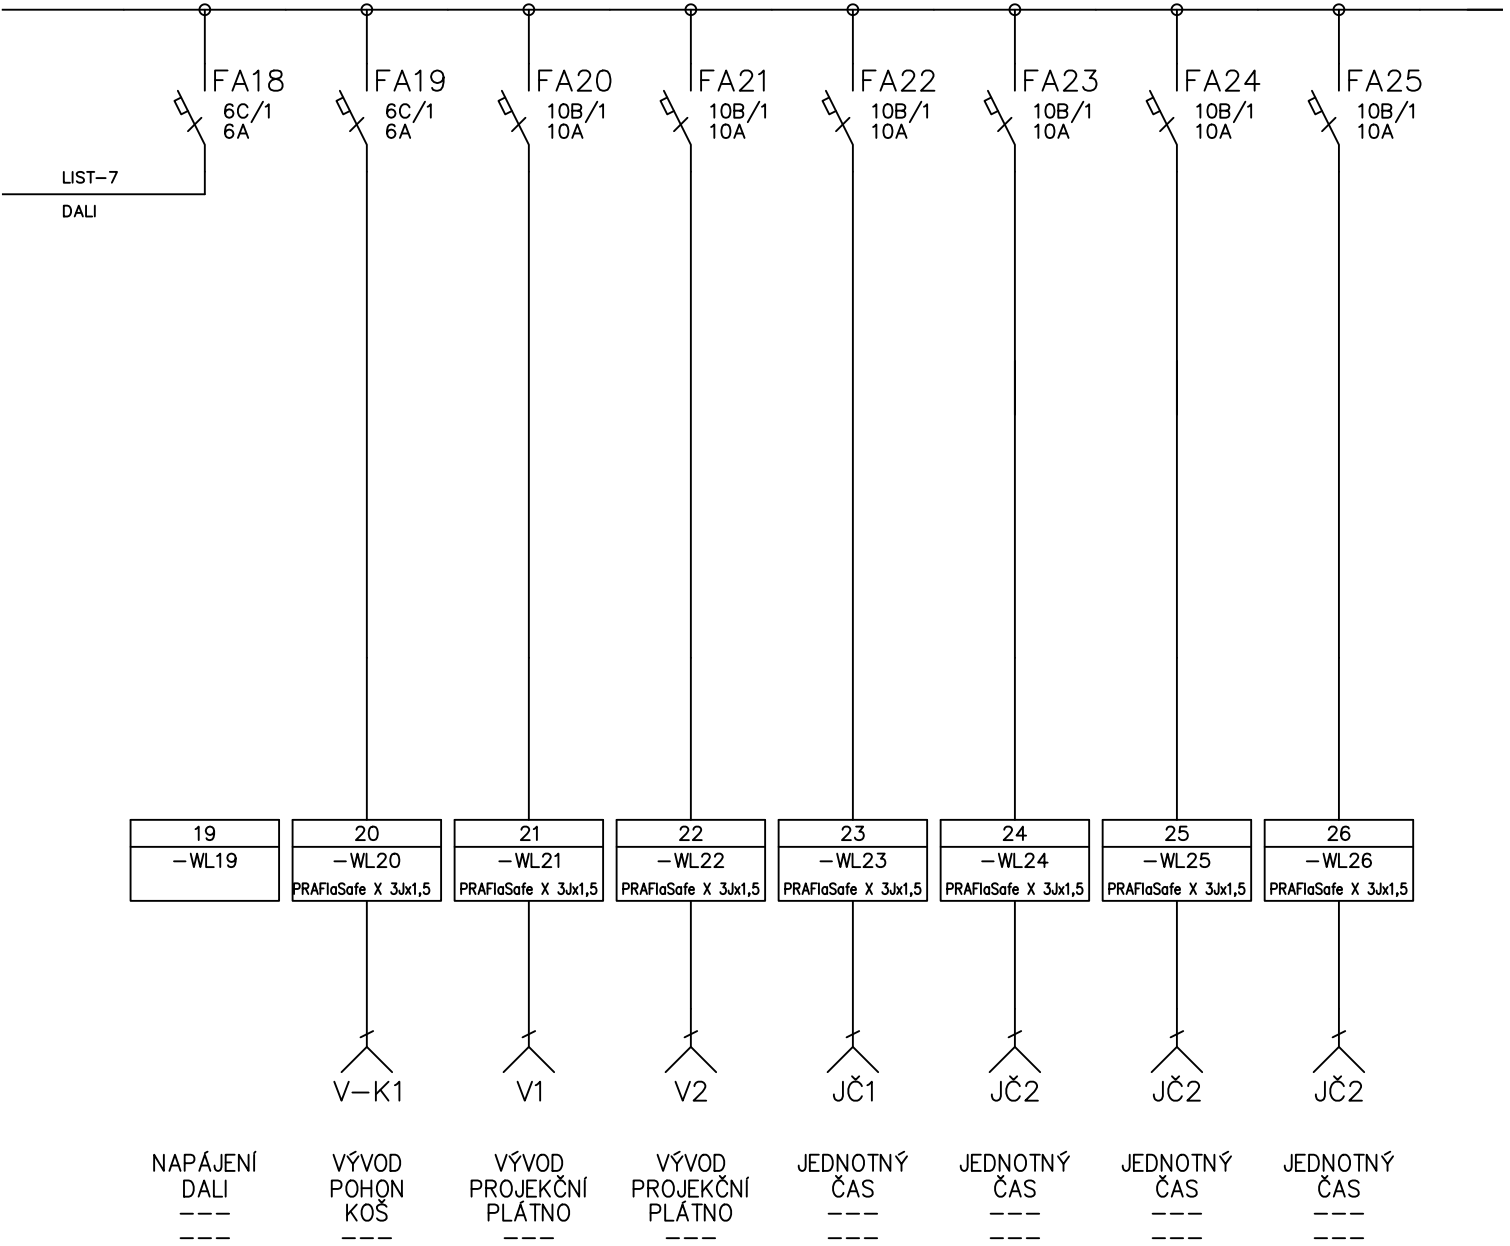 FA18 FA19 FA20 FA21 FA22 FA23 FA24 FA25
6C/1 6C/1 10B/1 10B/1 10B/1 10B/1 10B/1 10B/1
6A 6A 10A 10A 10A 10A 10A 10A
LIST-7
DALI
19 20 21 22 23 24 25 26
-WL19 -WL20 -WL21 -WL22 -WL23 -WL24 -WL25 -WL26
PRAFlaSafe X 3Jx1,5 PRAFlaSafe X 3Jx1,5 PRAFlaSafe X 3Jx1,5 PRAFlaSafe X 3Jx1,5 PRAFlaSafe X 3Jx1,5 PRAFlaSafe X 3Jx1,5 PRAFlaSafe X 3Jx1,5
V-K1 V1 V2 JČ1 JČ2 JČ2 JČ2
NAPÁJENÍ VÝVOD VÝVOD VÝVOD JEDNOTNÝ JEDNOTNÝ JEDNOTNÝ JEDNOTNÝ
DALI POHON PROJEKČNÍ PROJEKČNÍ ČAS ČAS ČAS ČAS
--- KOŠ PLÁTNO PLÁTNO --- --- --- ---
--- --- --- --- --- --- --- ---